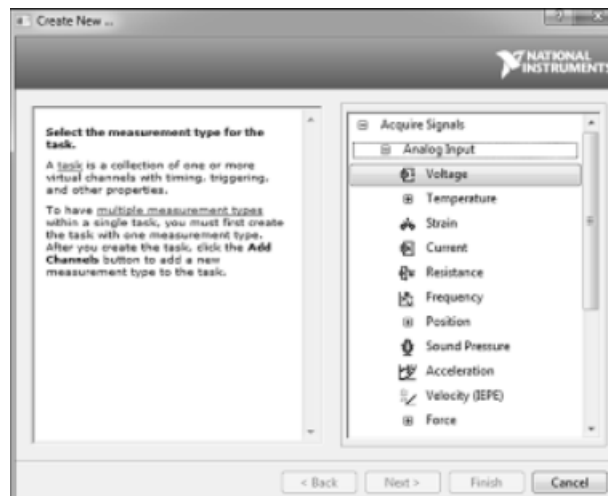 Create New ...
NATIONAL
INSTRUMENTS
Select the measurement type for the
task.
A task is a collection of one or more
virtual channels with timing, triggering,
and other properties.
To have multiple measurement types
within a single task, you must first create
the task with one measurement type.
After you create the task, click the Add
Channels button to add a new
measurement type to the task.
Acquire Signals
Analog Input
Voltage
Temperature
Strain
Current
Resistance
Frequency
Position
Sound Pressure
Acceleration
Velocity (IEPE)
Force
< Back
Next >
Finish
Cancel